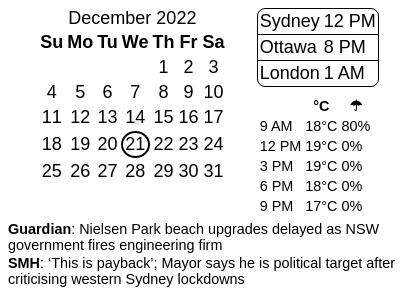 December 2022
Su Mo Tu We Th Fr Sa
1 2 3
4 5 6 7 8 9 10
11 12 13 14 15 16 17
18 19 20 21 22 23 24
25 26 27 28 29 30 31
Sydney 12 PM
Ottawa 8 PM
London 1 AM
°C ☂
9 AM 18°C 80%
12 PM 19°C 0%
3 PM 19°C 0%
6 PM 18°C 0%
9 PM 17°C 0%
Guardian: Nielsen Park beach upgrades delayed as NSW
government fires engineering firm
SMH: ‘This is payback’; Mayor says he is political target after
criticising western Sydney lockdowns